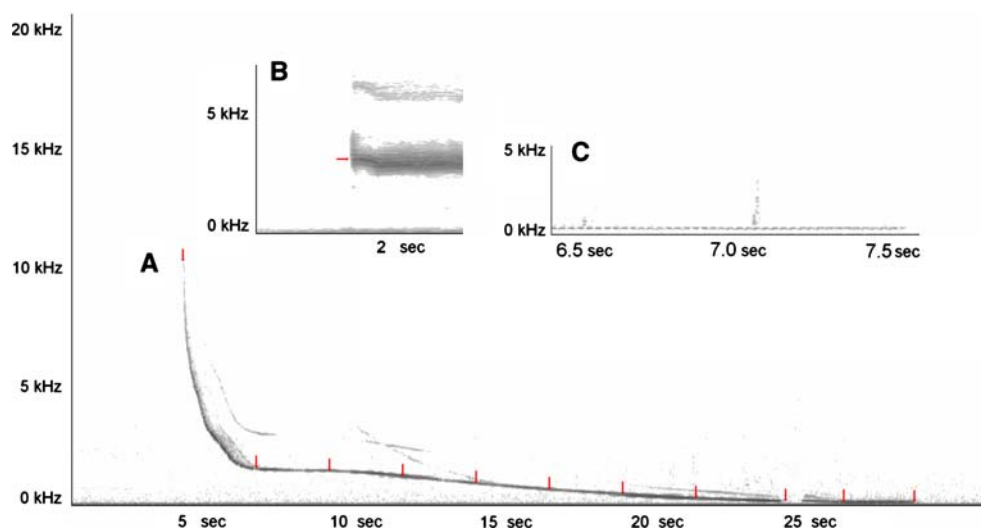 20 kHz
B
5 kHz
15 kHz
5 kHz
C
0 kHz
0 kHz
2 sec
6.5 sec 7.0 sec 7.5 sec
A
10 kHz
5 kHz
0 kHz
5 sec 10 sec 15 sec 20 sec 25 sec